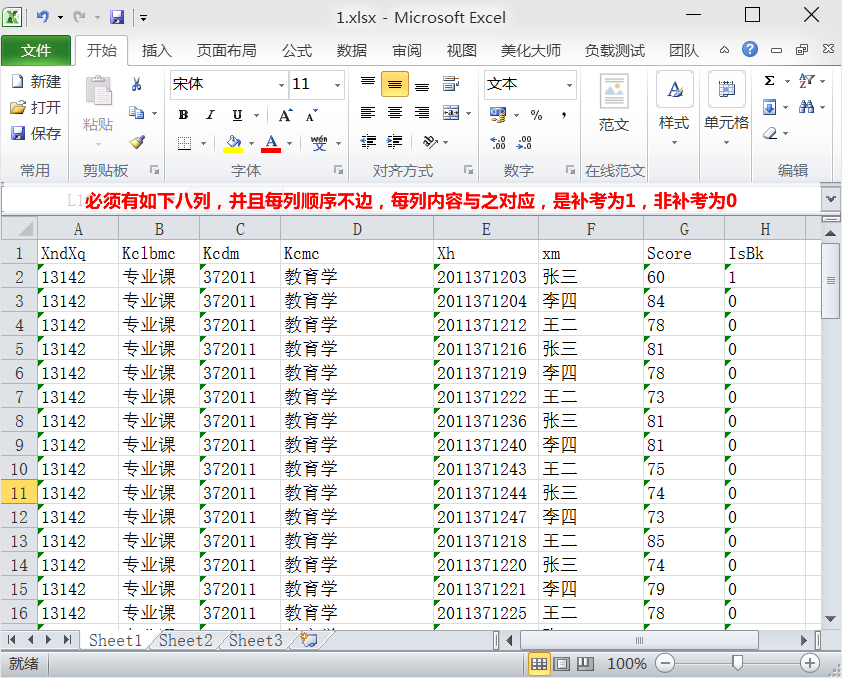 1.xlsx - Microsoft Excel
文件 开始 插入 页面布局 公式 数据 审阅 视图 美化大师 负载测试 团队
新建
打开
保存
常用
粘贴
剪贴板
宋体 11
B I U A A
A wén 文
字体
对齐方式
文本
% ,
数字
范文
在线范文
样式
单元格
Σ
编辑
必须有如下八列，并且每列顺序不边，每列内容与之对应，是补考为1，非补考为0
A B C D E F G H
1 XndXq Kclbmc Kcdm Kcmc Xh xm Score IsBk
2 13142 专业课 372011 教育学 2011371203 张三 60 1
3 13142 专业课 372011 教育学 2011371204 李四 84 0
4 13142 专业课 372011 教育学 2011371212 王二 78 0
5 13142 专业课 372011 教育学 2011371216 张三 81 0
6 13142 专业课 372011 教育学 2011371219 李四 78 0
7 13142 专业课 372011 教育学 2011371222 王二 73 0
8 13142 专业课 372011 教育学 2011371236 张三 81 0
9 13142 专业课 372011 教育学 2011371240 李四 81 0
10 13142 专业课 372011 教育学 2011371243 王二 75 0
11 13142 专业课 372011 教育学 2011371244 张三 74 0
12 13142 专业课 372011 教育学 2011371247 李四 73 0
13 13142 专业课 372011 教育学 2011371218 王二 85 0
14 13142 专业课 372011 教育学 2011371220 张三 74 0
15 13142 专业课 372011 教育学 2011371221 李四 79 0
16 13142 专业课 372011 教育学 2011371225 王二 78 0
Sheet1 Sheet2 Sheet3
就绪 100%